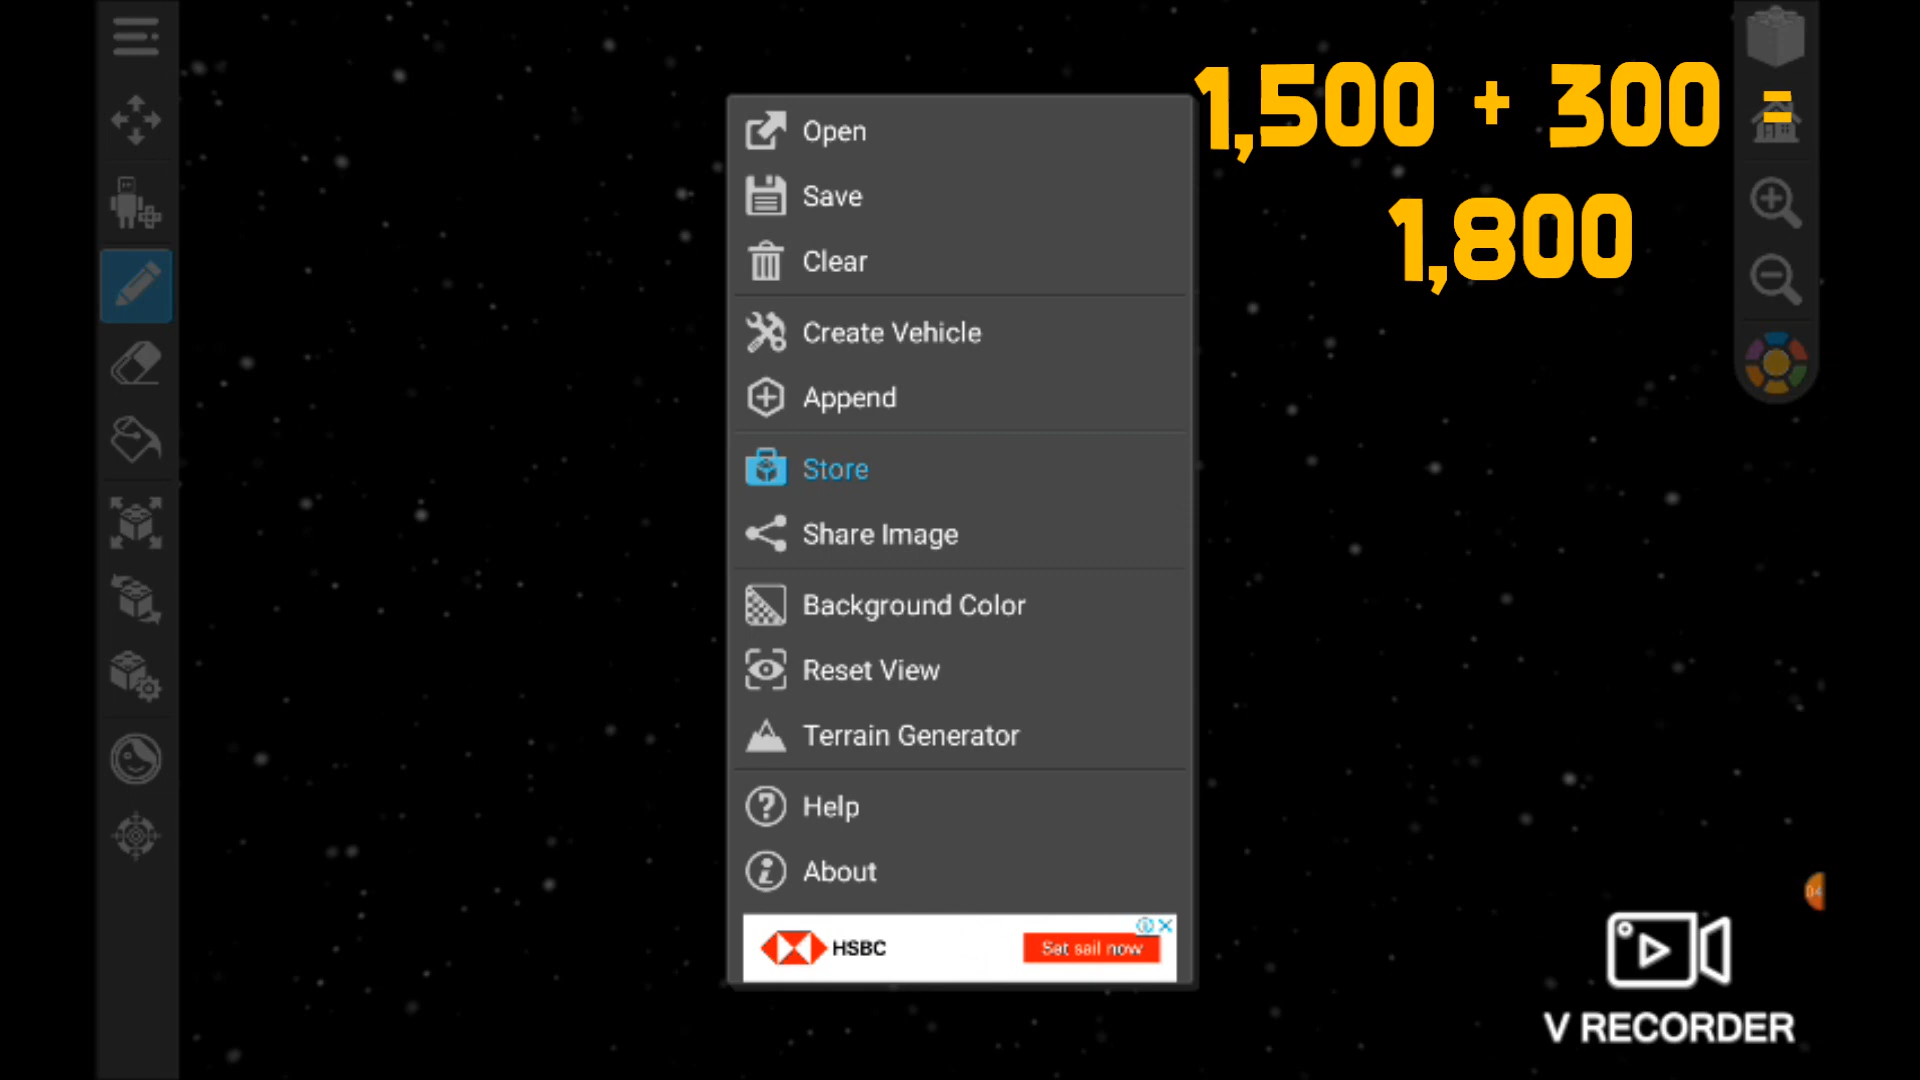 1,500 + 300 =
1,800
Open
Save
Clear
Create Vehicle
Append
Store
Share Image
Background Color
Reset View
Terrain Generator
Help
About
HSBC
Set sail now
04
V RECORDER